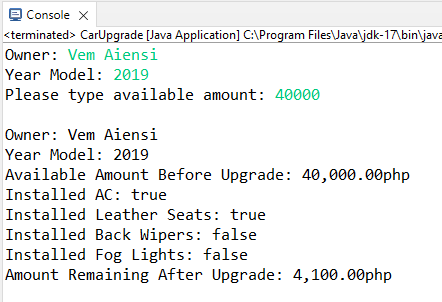 Console
<terminated> CarUpgrade [Java Application] C:\Program Files\Java\jdk-17\bin\java
Owner: Vem Aiensi
Year Model: 2019
Please type available amount: 40000
Owner: Vem Aiensi
Year Model: 2019
Available Amount Before Upgrade: 40,000.00php
Installed AC: true
Installed Leather Seats: true
Installed Back Wipers: false
Installed Fog Lights: false
Amount Remaining After Upgrade: 4,100.00php